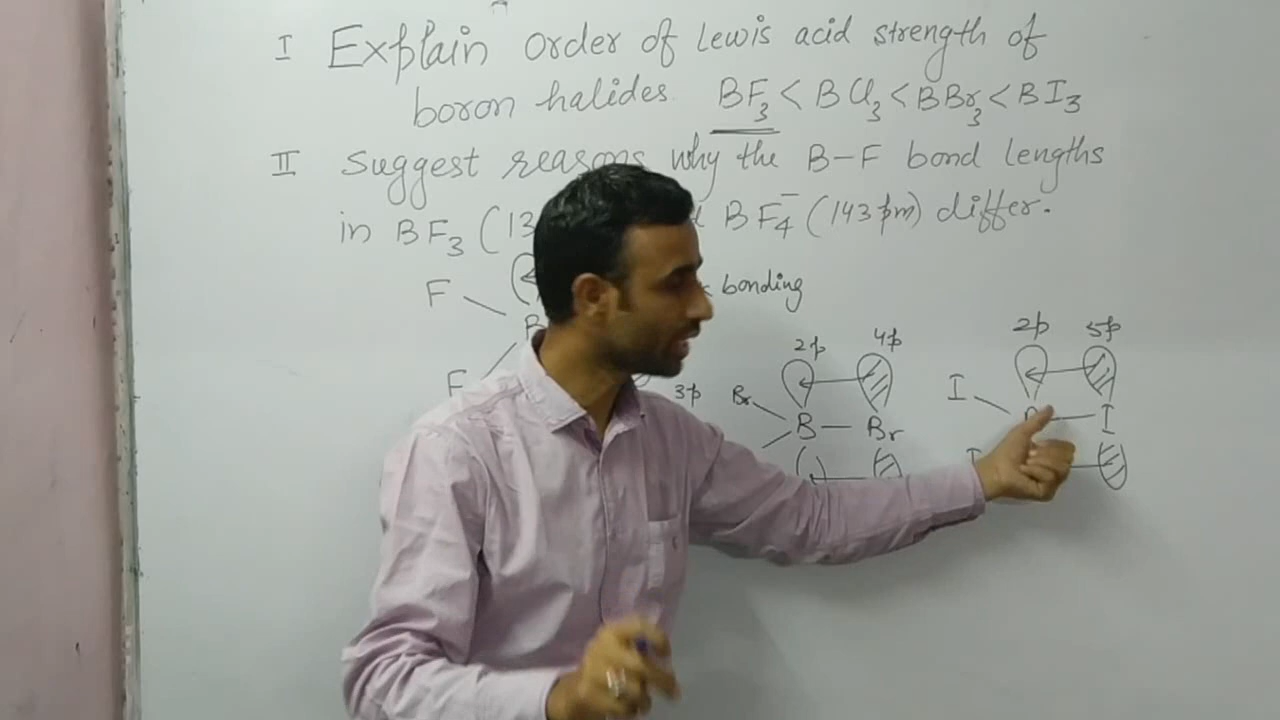 I Explain order of Lewis acid strength of
boron halides. BF₃ < BCl₃ < BBr₃ < BI₃
II Suggest reasons why the B-F bond lengths
in BF₃ (13 BF₄⁻ (143 pm) differ.
F bonding
B
F
3p
2p 4p
Br
B — Br
2p 5p
I
I
I